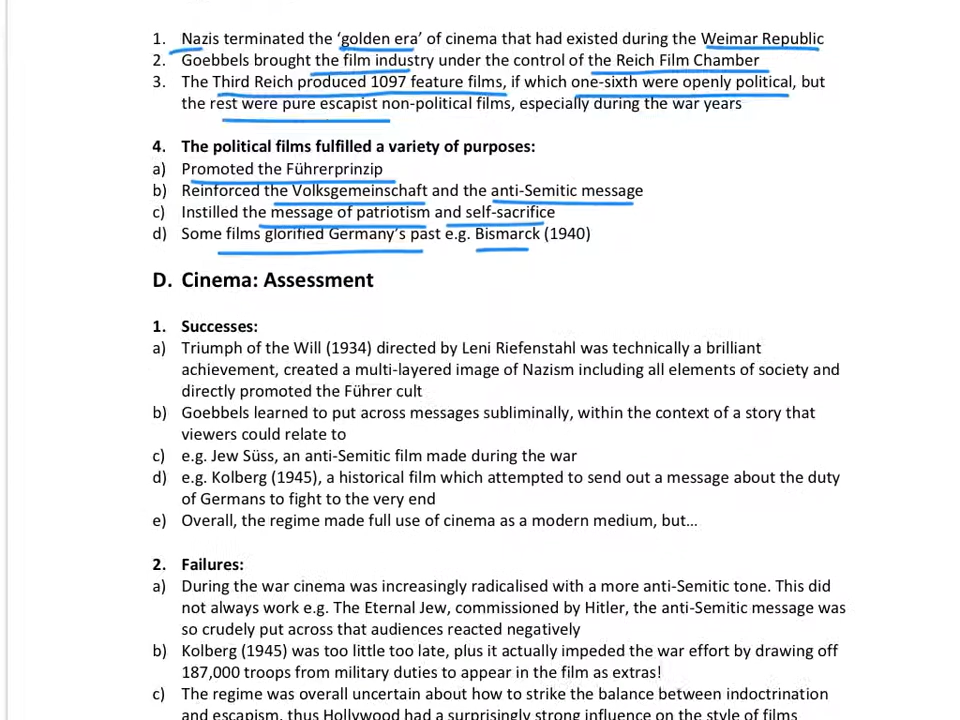 1. Nazis terminated the ‘golden era’ of cinema that had existed during the Weimar Republic
2. Goebbels brought the film industry under the control of the Reich Film Chamber
3. The Third Reich produced 1097 feature films, if which one-sixth were openly political, but
the rest were pure escapist non-political films, especially during the war years
4. The political films fulfilled a variety of purposes:
a) Promoted the Führerprinzip
b) Reinforced the Volksgemeinschaft and the anti-Semitic message
c) Instilled the message of patriotism and self-sacrifice
d) Some films glorified Germany’s past e.g. Bismarck (1940)
D. Cinema: Assessment
1. Successes:
a) Triumph of the Will (1934) directed by Leni Riefenstahl was technically a brilliant
achievement, created a multi-layered image of Nazism including all elements of society and
directly promoted the Führer cult
b) Goebbels learned to put across messages subliminally, within the context of a story that
viewers could relate to
c) e.g. Jew Süss, an anti-Semitic film made during the war
d) e.g. Kolberg (1945), a historical film which attempted to send out a message about the duty
of Germans to fight to the very end
e) Overall, the regime made full use of cinema as a modern medium, but…
2. Failures:
a) During the war cinema was increasingly radicalised with a more anti-Semitic tone. This did
not always work e.g. The Eternal Jew, commissioned by Hitler, the anti-Semitic message was
so crudely put across that audiences reacted negatively
b) Kolberg (1945) was too little too late, plus it actually impeded the war effort by drawing off
187,000 troops from military duties to appear in the film as extras!
c) The regime was overall uncertain about how to strike the balance between indoctrination
and escapism, thus Hollywood had a surprisingly strong influence on the style of films